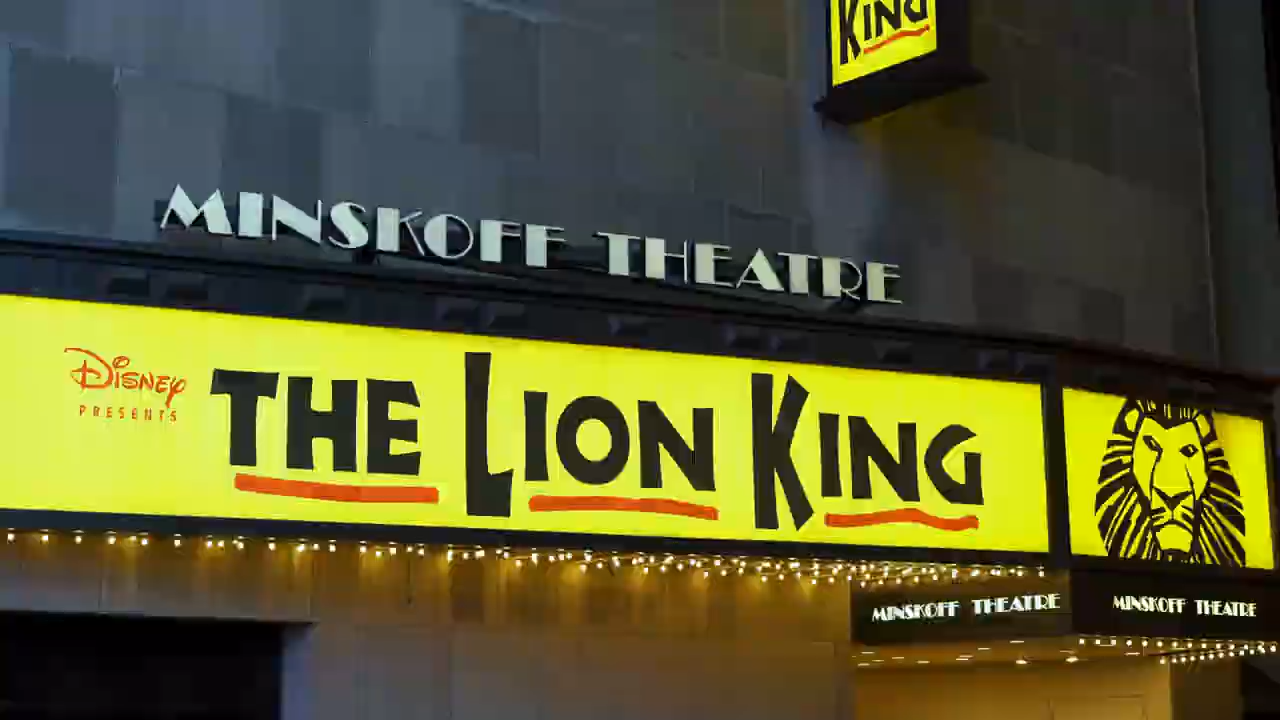 KING
MINSKOFF THEATRE
Disney
PRESENTS
THE LION KING
MINSKOFF THEATRE
MINSKOFF THEATRE